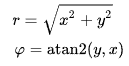 r = √(x² + y²)
φ = atan2(y, x)